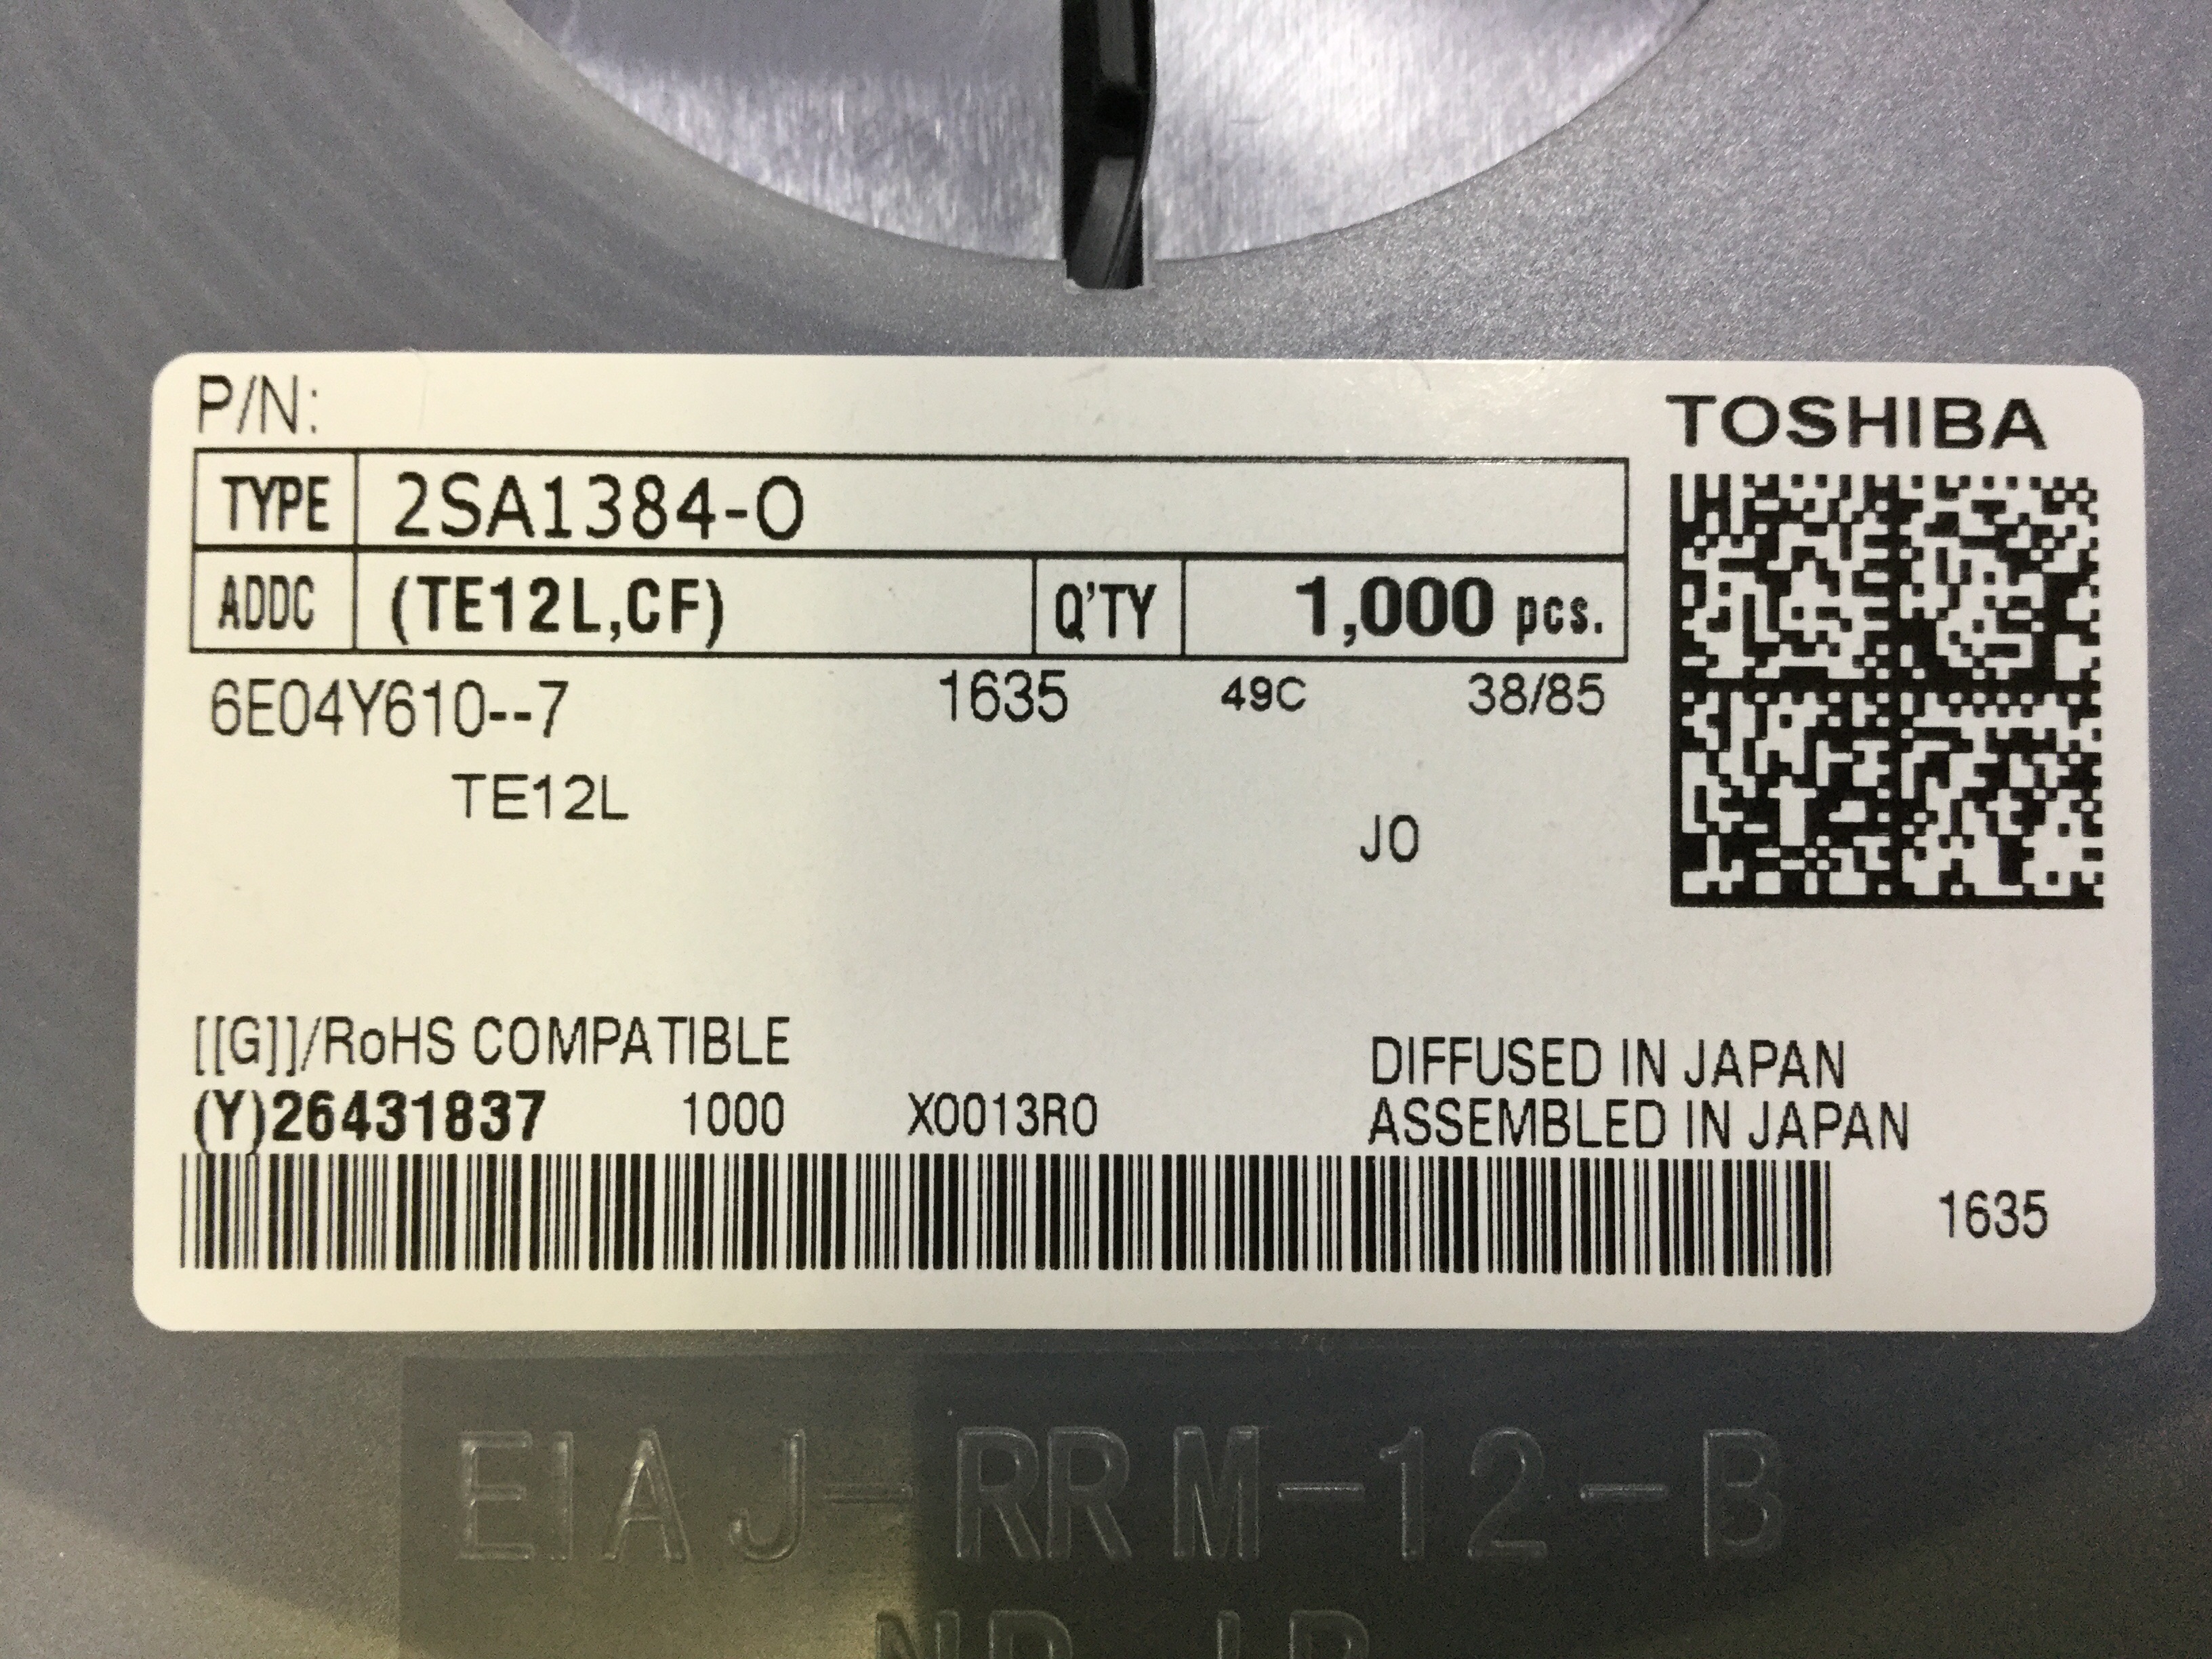 P/N:
TOSHIBA
TYPE 2SA1384-O
ADDC (TE12L,CF) Q'TY 1,000 pcs.
6E04Y610--7 1635 49C 38/85
TE12L
JO
[[G]]/RoHS COMPATIBLE
DIFFUSED IN JAPAN
(Y)26431837 1000 X0013R0
ASSEMBLED IN JAPAN
1635
EIAJ-RRM-12-B